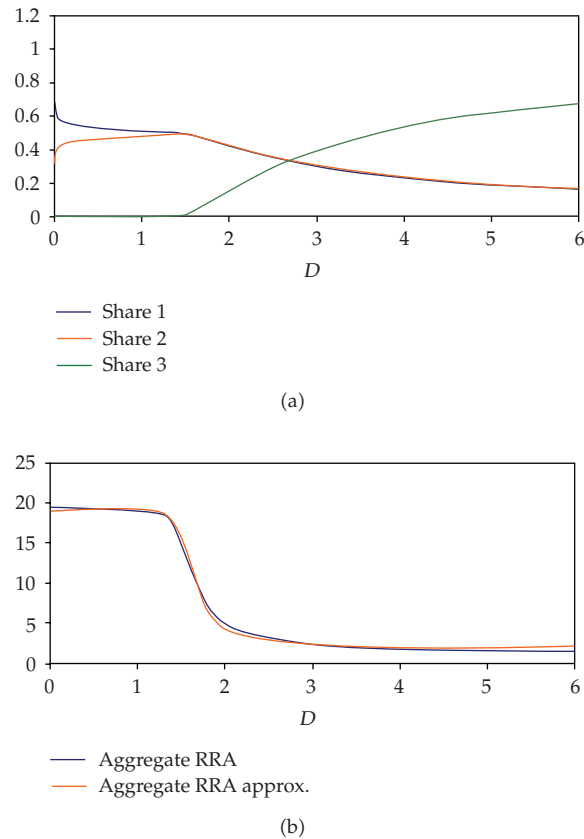 1.2
1
0.8
0.6
0.4
0.2
0
0 1 2 3 4 5 6
D
Share 1
Share 2
Share 3
(a)
25
20
15
10
5
0
0 1 2 3 4 5 6
D
Aggregate RRA
Aggregate RRA approx.
(b)